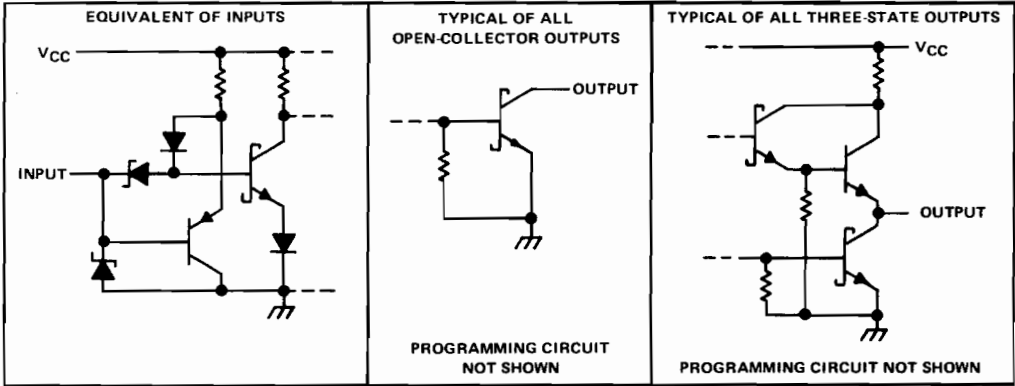 EQUIVALENT OF INPUTS
VCC
INPUT
TYPICAL OF ALL
OPEN-COLLECTOR OUTPUTS
OUTPUT
PROGRAMMING CIRCUIT
NOT SHOWN
TYPICAL OF ALL THREE-STATE OUTPUTS
VCC
OUTPUT
PROGRAMMING CIRCUIT NOT SHOWN